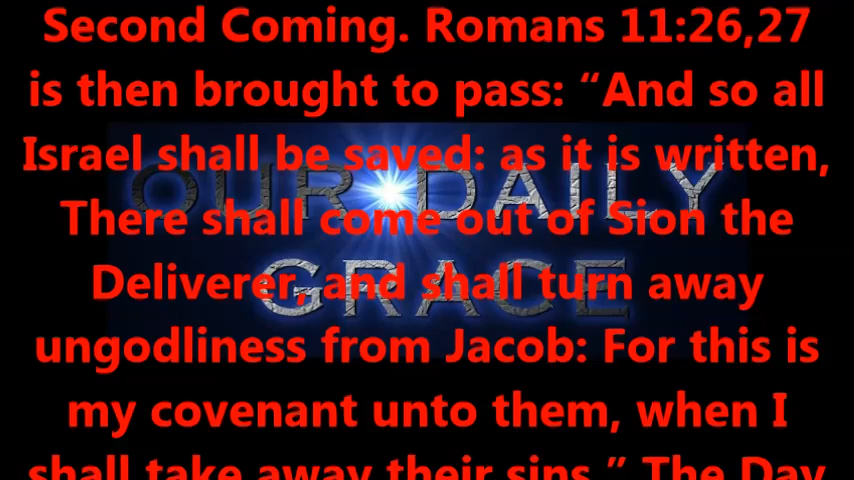 Second Coming. Romans 11:26,27
is then brought to pass: “And so all
Israel shall be saved: as it is written,
There shall come out of Sion the
Deliverer, and shall turn away
ungodliness from Jacob: For this is
my covenant unto them, when I
shall take away their sins.” The Day
OUR DAILY
GRACE